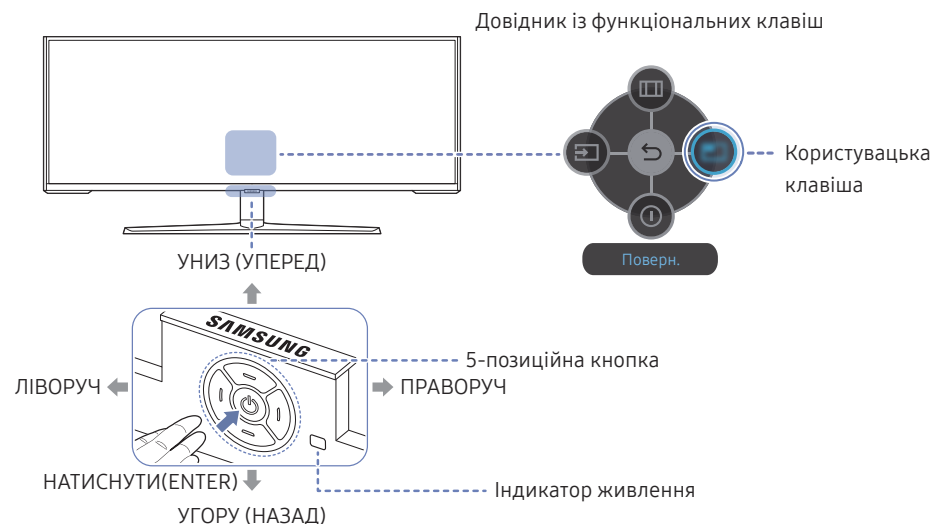 Довідник із функціональних клавіш
Користувацька
клавіша
Поверн.
УНИЗ (УПЕРЕД)
SAMSUNG
5-позиційна кнопка
ЛІВОРУЧ
ПРАВОРУЧ
НАТИСНУТИ(ENTER)
Індикатор живлення
УГОРУ (НАЗАД)